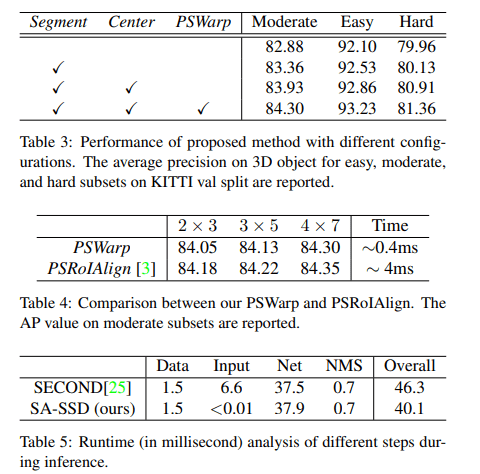 Segment Center PSWarp Moderate Easy Hard
82.88 92.10 79.96
✓ 83.36 92.53 80.13
✓ ✓ 83.93 92.86 80.91
✓ ✓ ✓ 84.30 93.23 81.36
Table 3: Performance of proposed method with different config-
urations. The average precision on 3D object for easy, moderate,
and hard subsets on KITTI val split are reported.
2 × 3 3 × 5 4 × 7 Time
PSWarp 84.05 84.13 84.30 ~0.4ms
PSRoIAlign [3] 84.18 84.22 84.35 ~ 4ms
Table 4: Comparison between our PSWarp and PSRoIAlign. The
AP value on moderate subsets are reported.
Data Input Net NMS Overall
SECOND[25] 1.5 6.6 37.5 0.7 46.3
SA-SSD (ours) 1.5 <0.01 37.9 0.7 40.1
Table 5: Runtime (in millisecond) analysis of different steps dur-
ing inference.